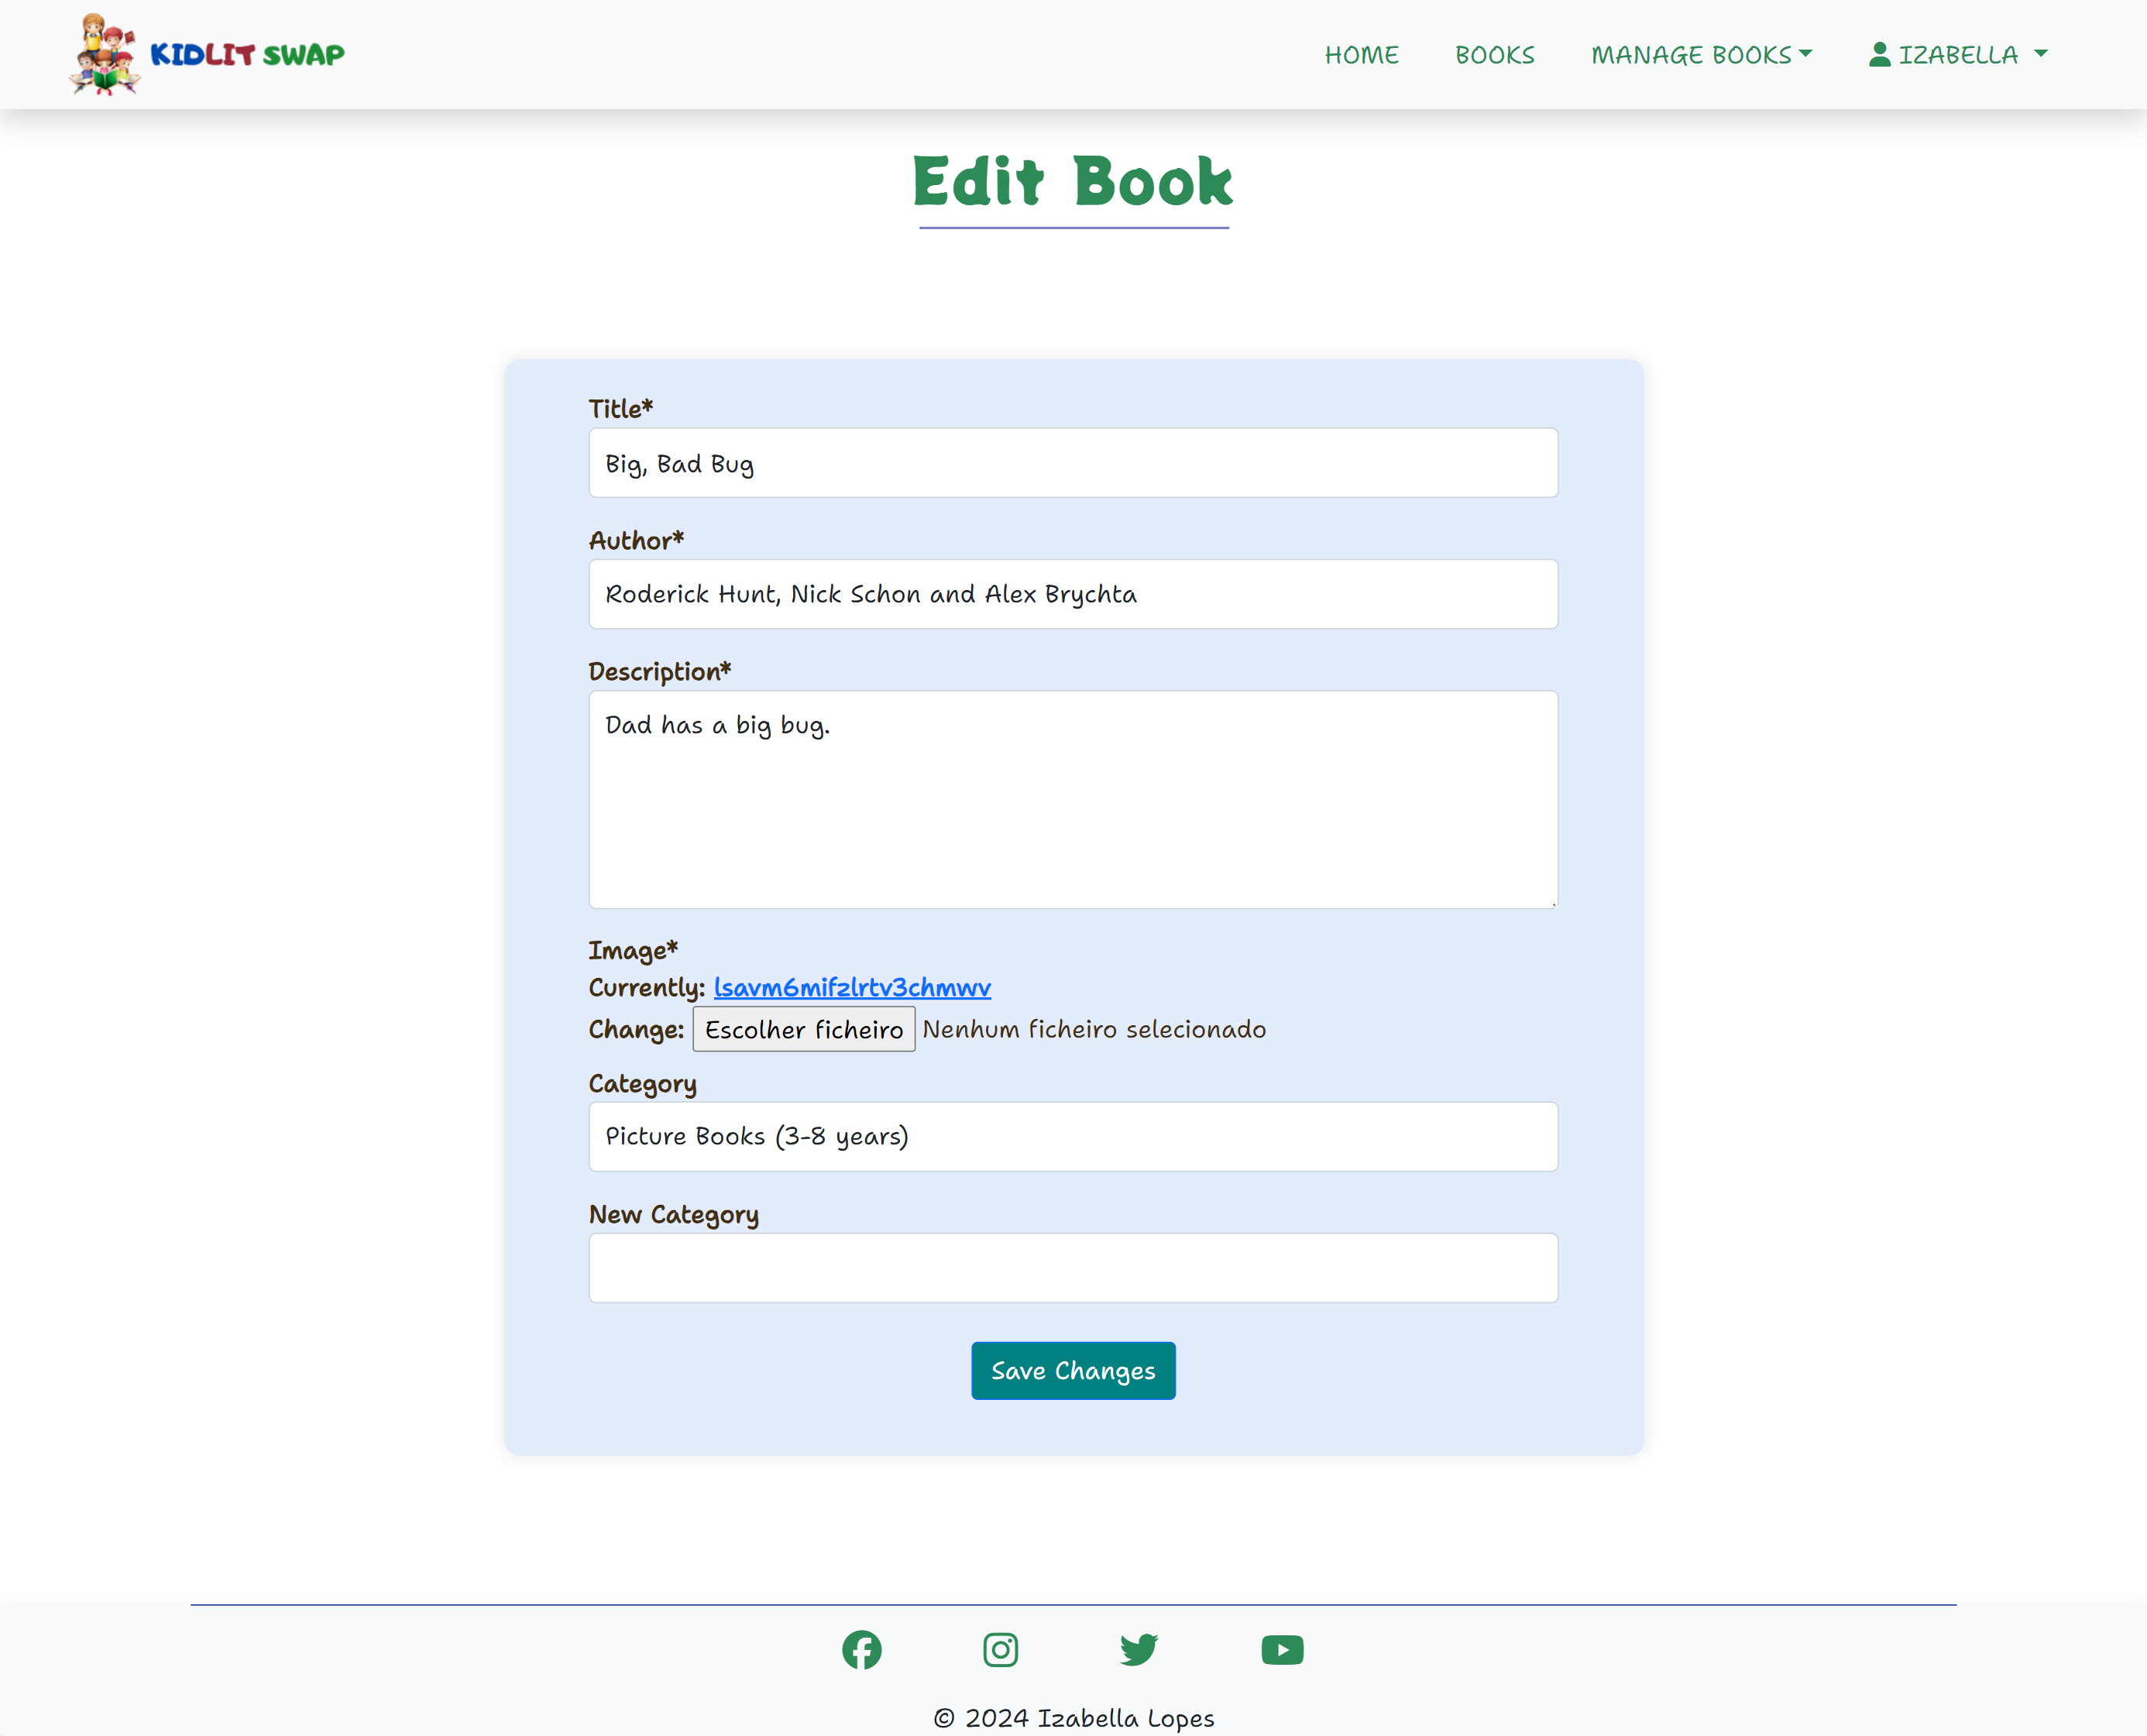 KIDLIT SWAP
HOME BOOKS MANAGE BOOKS IZABELLA
Edit Book
Title*
Big, Bad Bug
Author*
Roderick Hunt, Nick Schon and Alex Brychta
Description*
Dad has a big bug.
Image*
Currently: lsavm6mifzlrtv3chmwv
Change: Escolher ficheiro Nenhum ficheiro selecionado
Category
Picture Books (3-8 years)
New Category
Save Changes
© 2024 Izabella Lopes